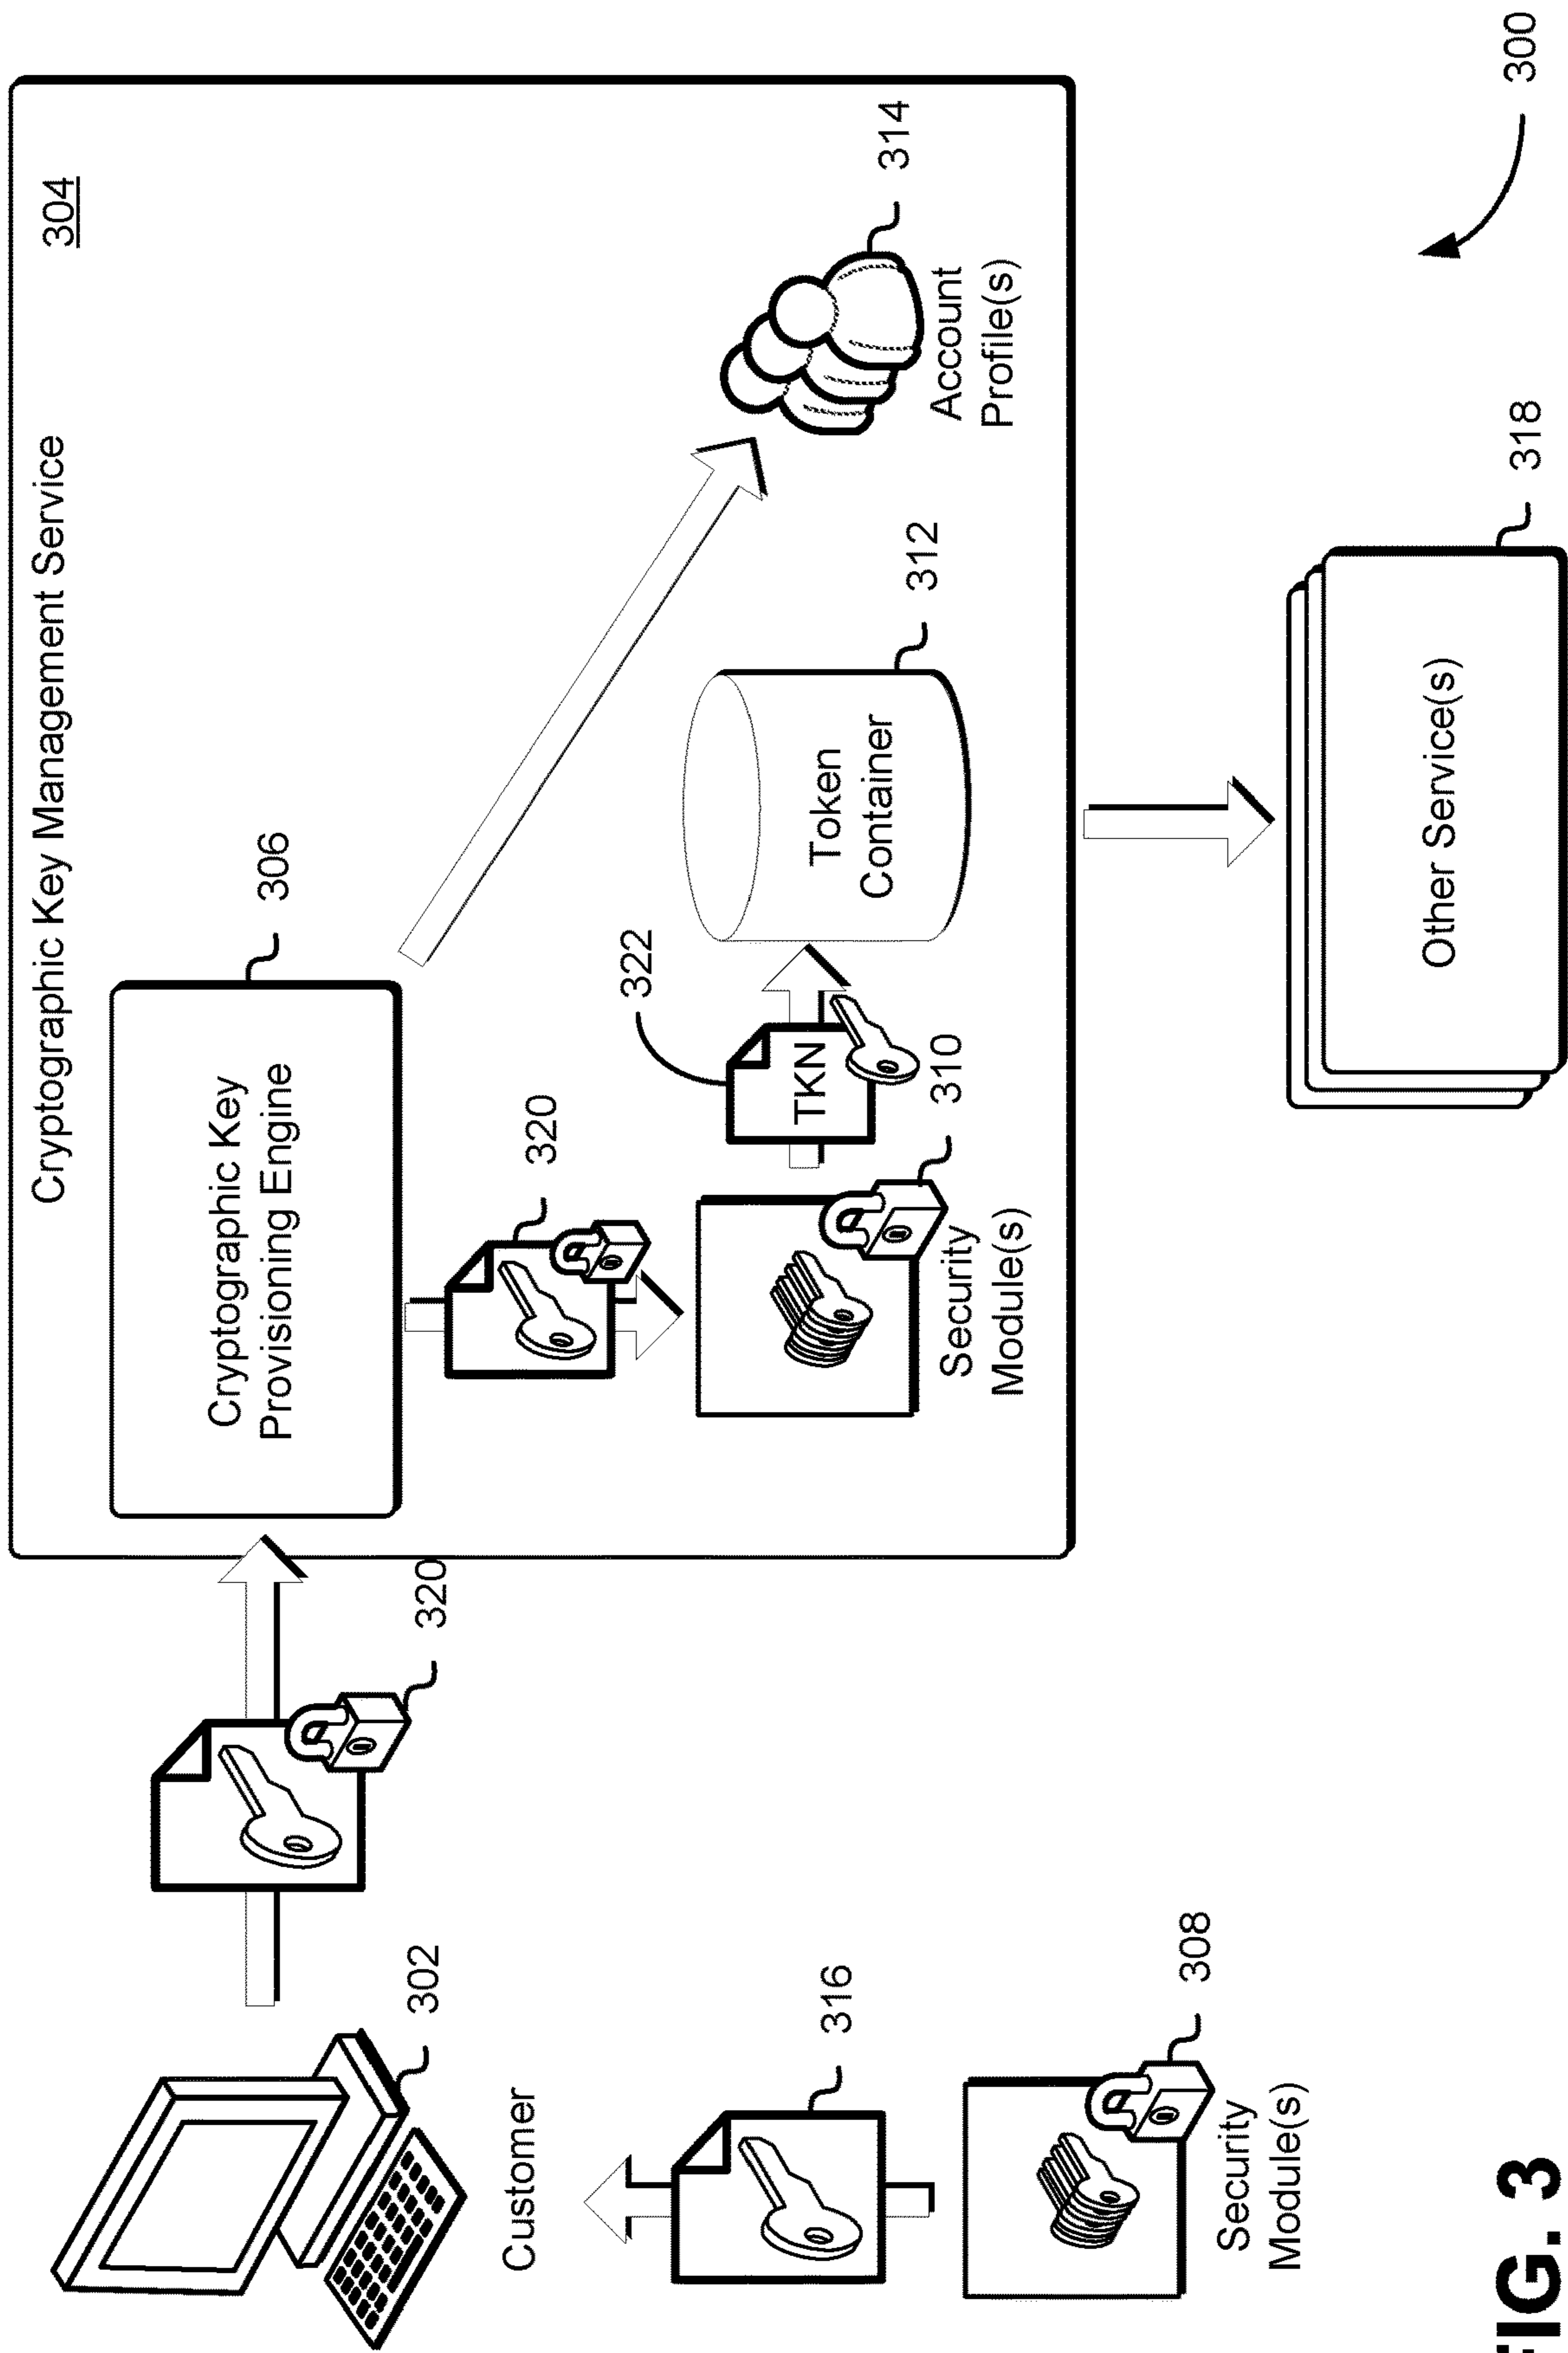 Cryptographic Key Management Service
304
Cryptographic Key
Provisioning Engine
306
320
302
Customer
320
322
TKN
Token
Container
312
314
Account
Profile(s)
316
310
Security
Module(s)
308
Security
Module(s)
Other Service(s)
318
300
FIG. 3